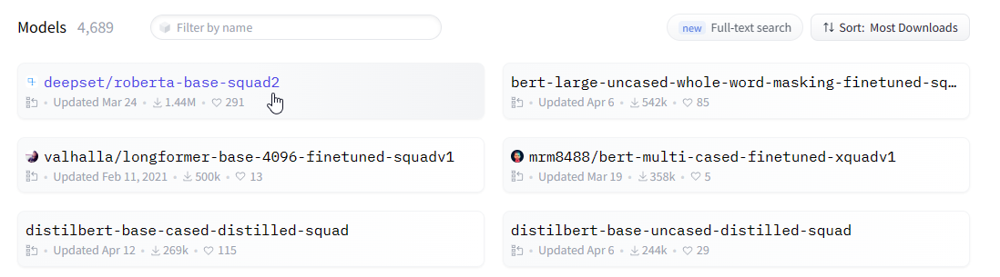 Models 4,689 Filter by name new Full-text search Sort: Most Downloads
deepset/roberta-base-squad2
Updated Mar 24 • 1.44M • 291
bert-large-uncased-whole-word-masking-finetuned-sq…
Updated Apr 6 • 542k • 85
valhalla/longformer-base-4096-finetuned-squadv1
Updated Feb 11, 2021 • 500k • 13
mrm8488/bert-multi-cased-finetuned-xquadv1
Updated Mar 19 • 358k • 5
distilbert-base-cased-distilled-squad
Updated Apr 12 • 269k • 115
distilbert-base-uncased-distilled-squad
Updated Apr 6 • 244k • 29